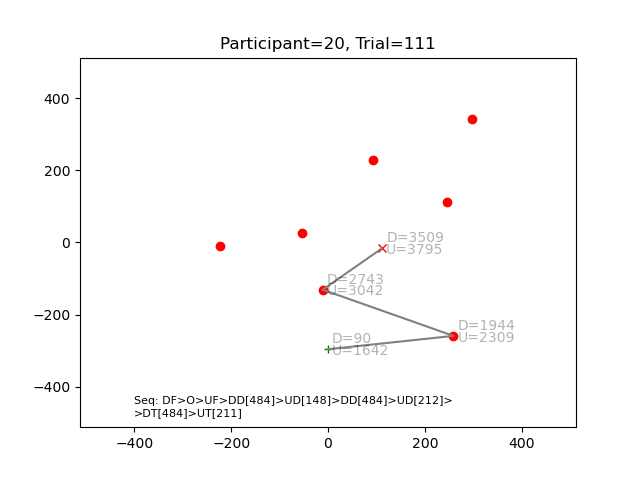 Participant=20, Trial=111
400
200
0
−200
−400
D=3509
U=3795
D=2743
U=3042
D=1944
U=2309
D=90
U=1642
Seq: DF>O>UF>DD[484]>UD[148]>DD[484]>UD[212]>
>DT[484]>UT[211]
−400 −200 0 200 400